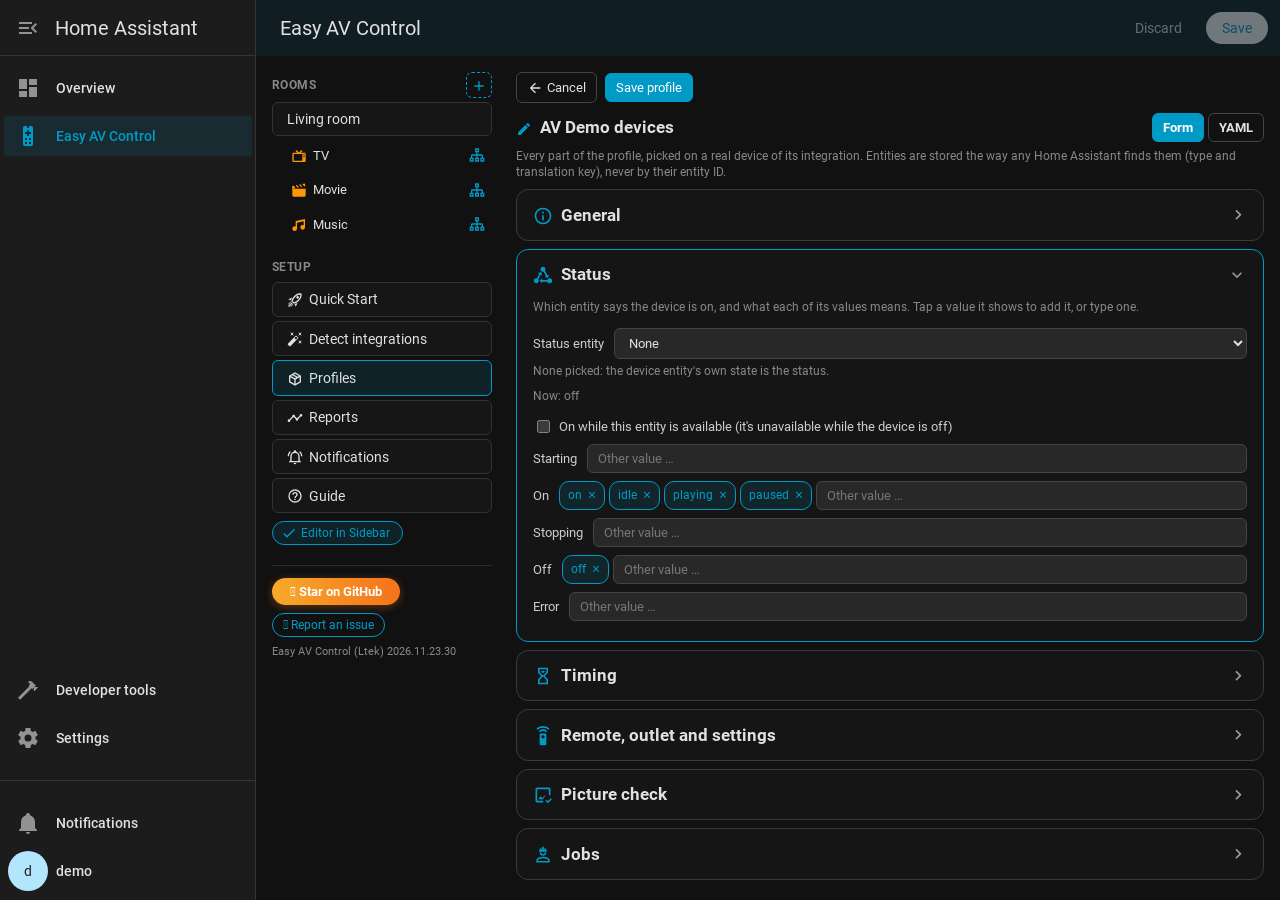 Home Assistant
Easy AV Control
Discard
Save
Overview
Easy AV Control
Developer tools
Settings
Notifications
d
demo
ROOMS
Living room
TV
Movie
Music
SETUP
Quick Start
Detect integrations
Profiles
Reports
Notifications
Guide
Editor in Sidebar
Star on GitHub
Report an issue
Easy AV Control (Ltek) 2026.11.23.30
Cancel
Save profile
AV Demo devices
Form
YAML
Every part of the profile, picked on a real device of its integration. Entities are stored the way any Home Assistant finds them (type and
translation key), never by their entity ID.
General
Status
Which entity says the device is on, and what each of its values means. Tap a value it shows to add it, or type one.
Status entity
None
None picked: the device entity's own state is the status.
Now: off
On while this entity is available (it's unavailable while the device is off)
Starting
Other value …
On
on ×
idle ×
playing ×
paused ×
Other value …
Stopping
Other value …
Off
off ×
Other value …
Error
Other value …
Timing
Remote, outlet and settings
Picture check
Jobs